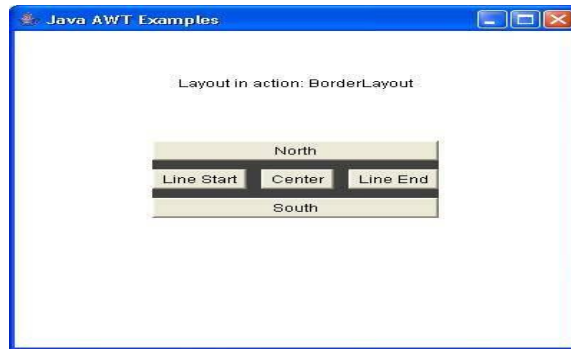 Java AWT Examples
Layout in action: BorderLayout
North
Line Start Center Line End
South